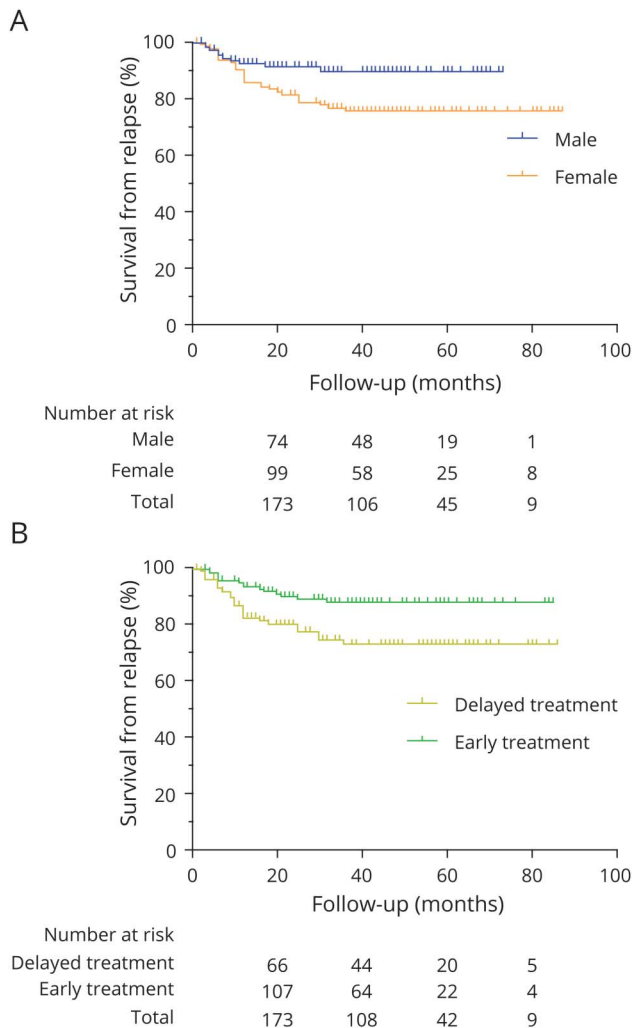 A
Survival from relapse (%)
100
80
60
40
20
0
Male
Female
0 20 40 60 80 100
Follow-up (months)
Number at risk
Male 74 48 19 1
Female 99 58 25 8
Total 173 106 45 9
B
Survival from relapse (%)
100
80
60
40
20
0
Delayed treatment
Early treatment
0 20 40 60 80 100
Follow-up (months)
Number at risk
Delayed treatment 66 44 20 5
Early treatment 107 64 22 4
Total 173 108 42 9